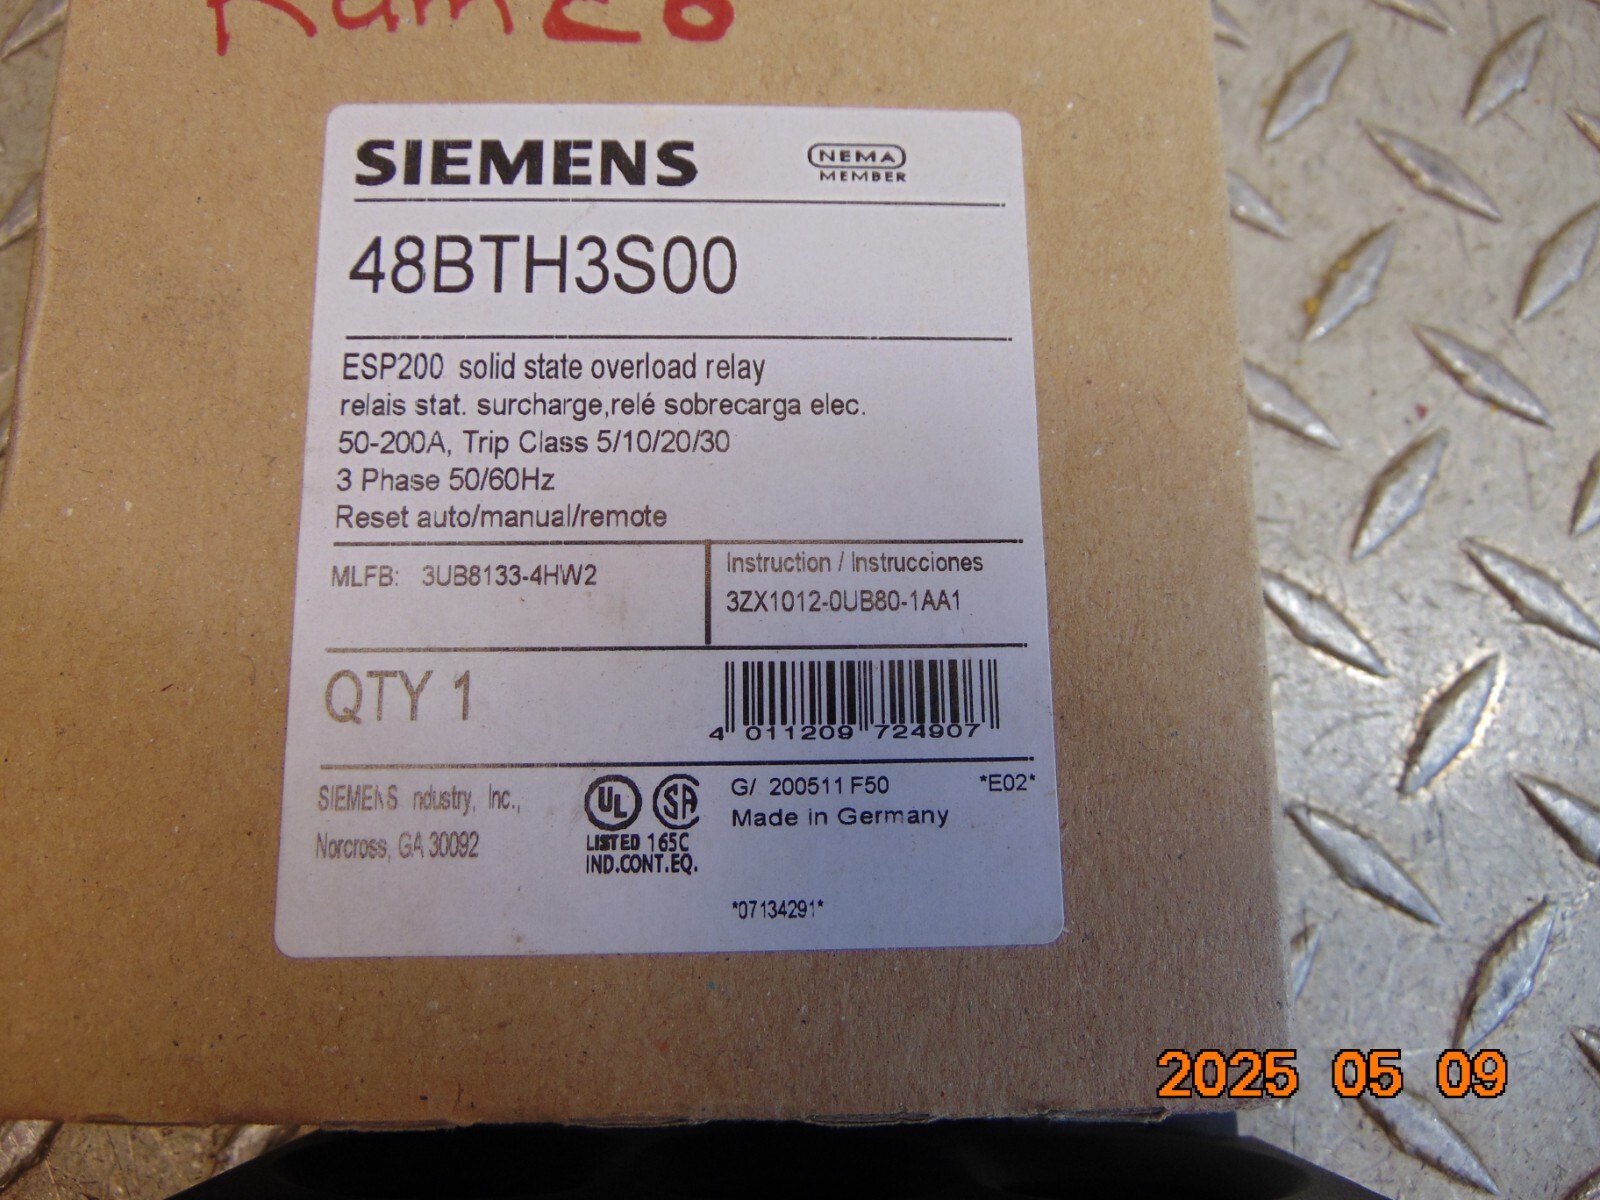 SIEMENS
NEMA
MEMBER
48BTH3S00
ESP200 solid state overload relay
relais stat. surcharge,relé sobrecarga elec.
50-200A, Trip Class 5/10/20/30
3 Phase 50/60Hz
Reset auto/manual/remote
MLFB: 3UB8133-4HW2
Instruction / Instrucciones
3ZX1012-0UB80-1AA1
QTY 1
4 011209 724907
SIEMENS ndustry, Inc.,
Norcross, GA 30092
UL SA
LISTED 165C
IND.CONT.EQ.
G/ 200511 F50 *E02*
Made in Germany
*07134291*
2025 05 09